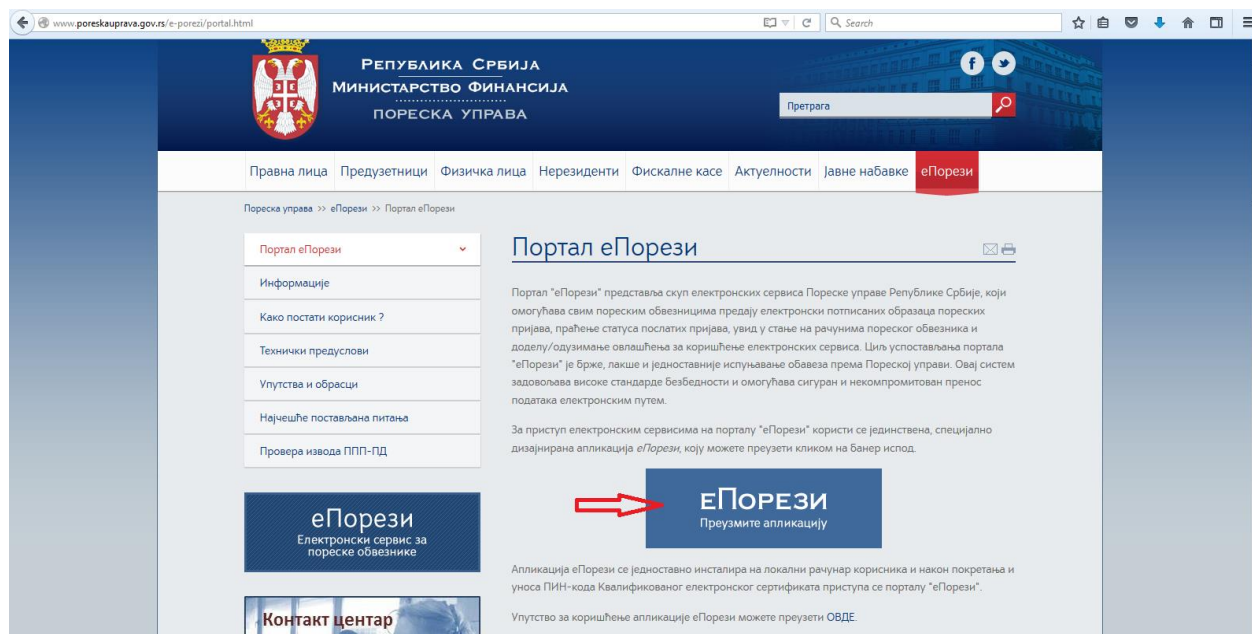 www.poreskauprava.gov.rs/e-porezi/portal.html
Search
Република Србија
Министарство Финансија
ПОРЕСКА УПРАВА
Претрага
Правна лица Предузетници Физичка лица Нерезиденти Фискалне касе Актуелности Јавне набавке еПорези
Пореска управа >> еПорези >> Портал еПорези
Портал еПорези
Информације
Како постати корисник ?
Технички предуслови
Упутства и обрасци
Најчешће постављана питања
Провера извода ППП-ПД
еПорези
Електронски сервис за
пореске обвезнике
Контакт центар
Портал еПорези
Портал "еПорези" представља скуп електронских сервиса Пореске управе Републике Србије, који
омогућава свим пореским обвезницима предају електронски потписаних образаца пореских
пријава, праћење статуса послатих пријава, увид у стање на рачунима пореског обвезника и
доделу/одузимање овлашћења за коришћење електронских сервиса. Циљ успостављања портала
"еПорези" је брже, лакше и једноставније испуњавање обавеза према Пореској управи. Овај систем
задовољава високе стандарде безбедности и омогућава сигуран и некомпромитован пренос
података електронским путем.
За приступ електронским сервисима на порталу "еПорези" користи се јединствена, специјално
дизајнирана апликација еПорези, коју можете преузети кликом на банер испод.
еПорези
Преузмите апликацију
Апликација еПорези се једноставно инсталира на локални рачунар корисника и након покретања и
уноса ПИН-кода Квалификованог електронског сертификата приступа се порталу "еПорези".
Упутство за коришћење апликације еПорези можете преузети ОВДЕ.